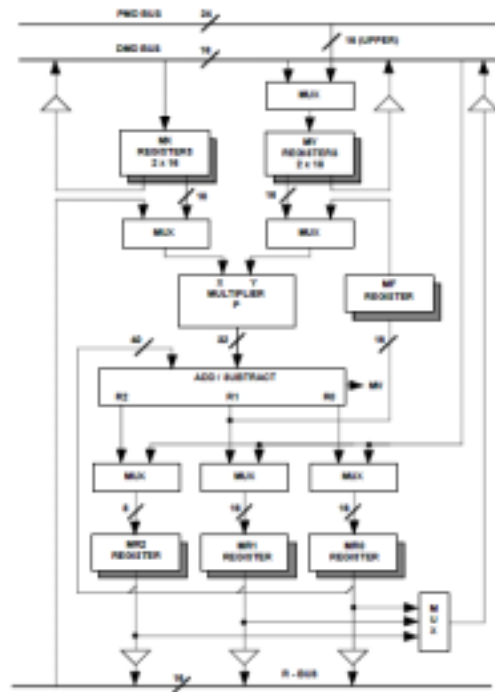 PMD BUS 24
16 (UPPER)
DMD BUS 16
MUX
MX REGISTERS 2 x 16
MY REGISTERS 2 x 16
16
16
MUX
MUX
X Y
MULTIPLIER
P
MF REGISTER
40
32
16
ADD / SUBTRACT
MV
R2 R1 R0
MUX
MUX
MUX
8
16
16
MR2 REGISTER
MR1 REGISTER
MR0 REGISTER
MUX
R - BUS
16